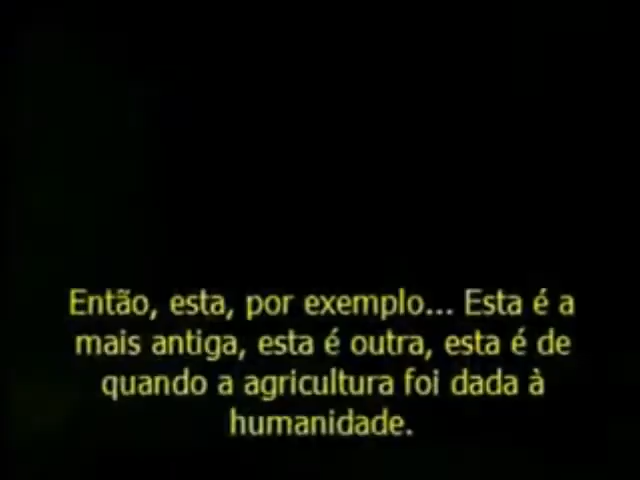 Então, esta, por exemplo... Esta é a
mais antiga, esta é outra, esta é de
quando a agricultura foi dada à
humanidade.